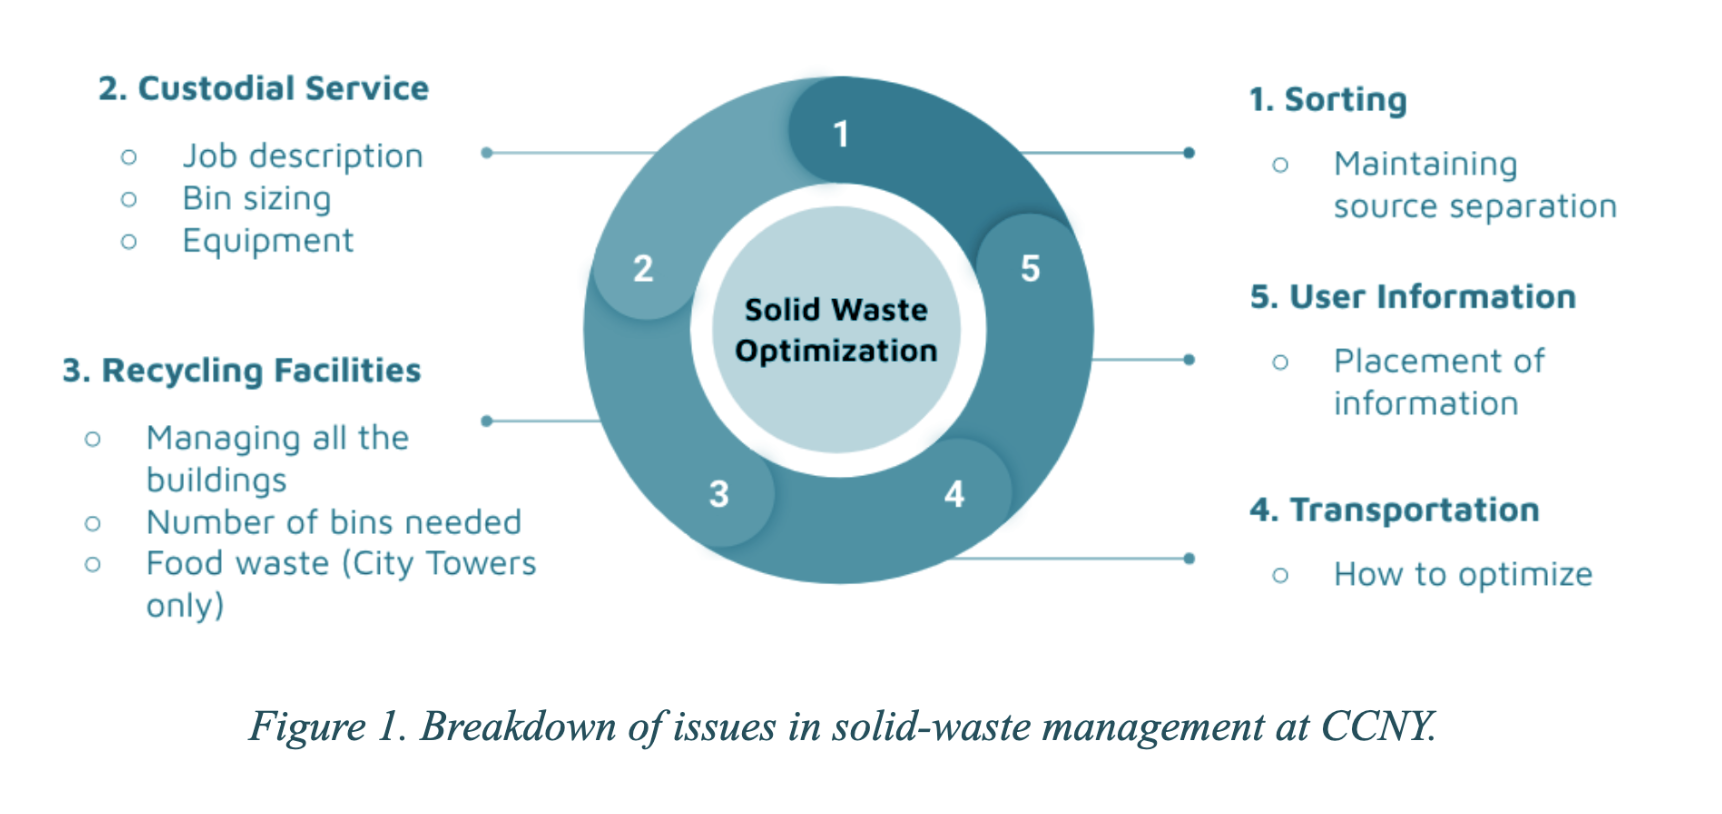 2. Custodial Service
○ Job description
○ Bin sizing
○ Equipment
3. Recycling Facilities
○ Managing all the
buildings
○ Number of bins needed
○ Food waste (City Towers
only)
1
2
3
4
5
Solid Waste
Optimization
1. Sorting
○ Maintaining
source separation
5. User Information
○ Placement of
information
4. Transportation
○ How to optimize
Figure 1. Breakdown of issues in solid-waste management at CCNY.